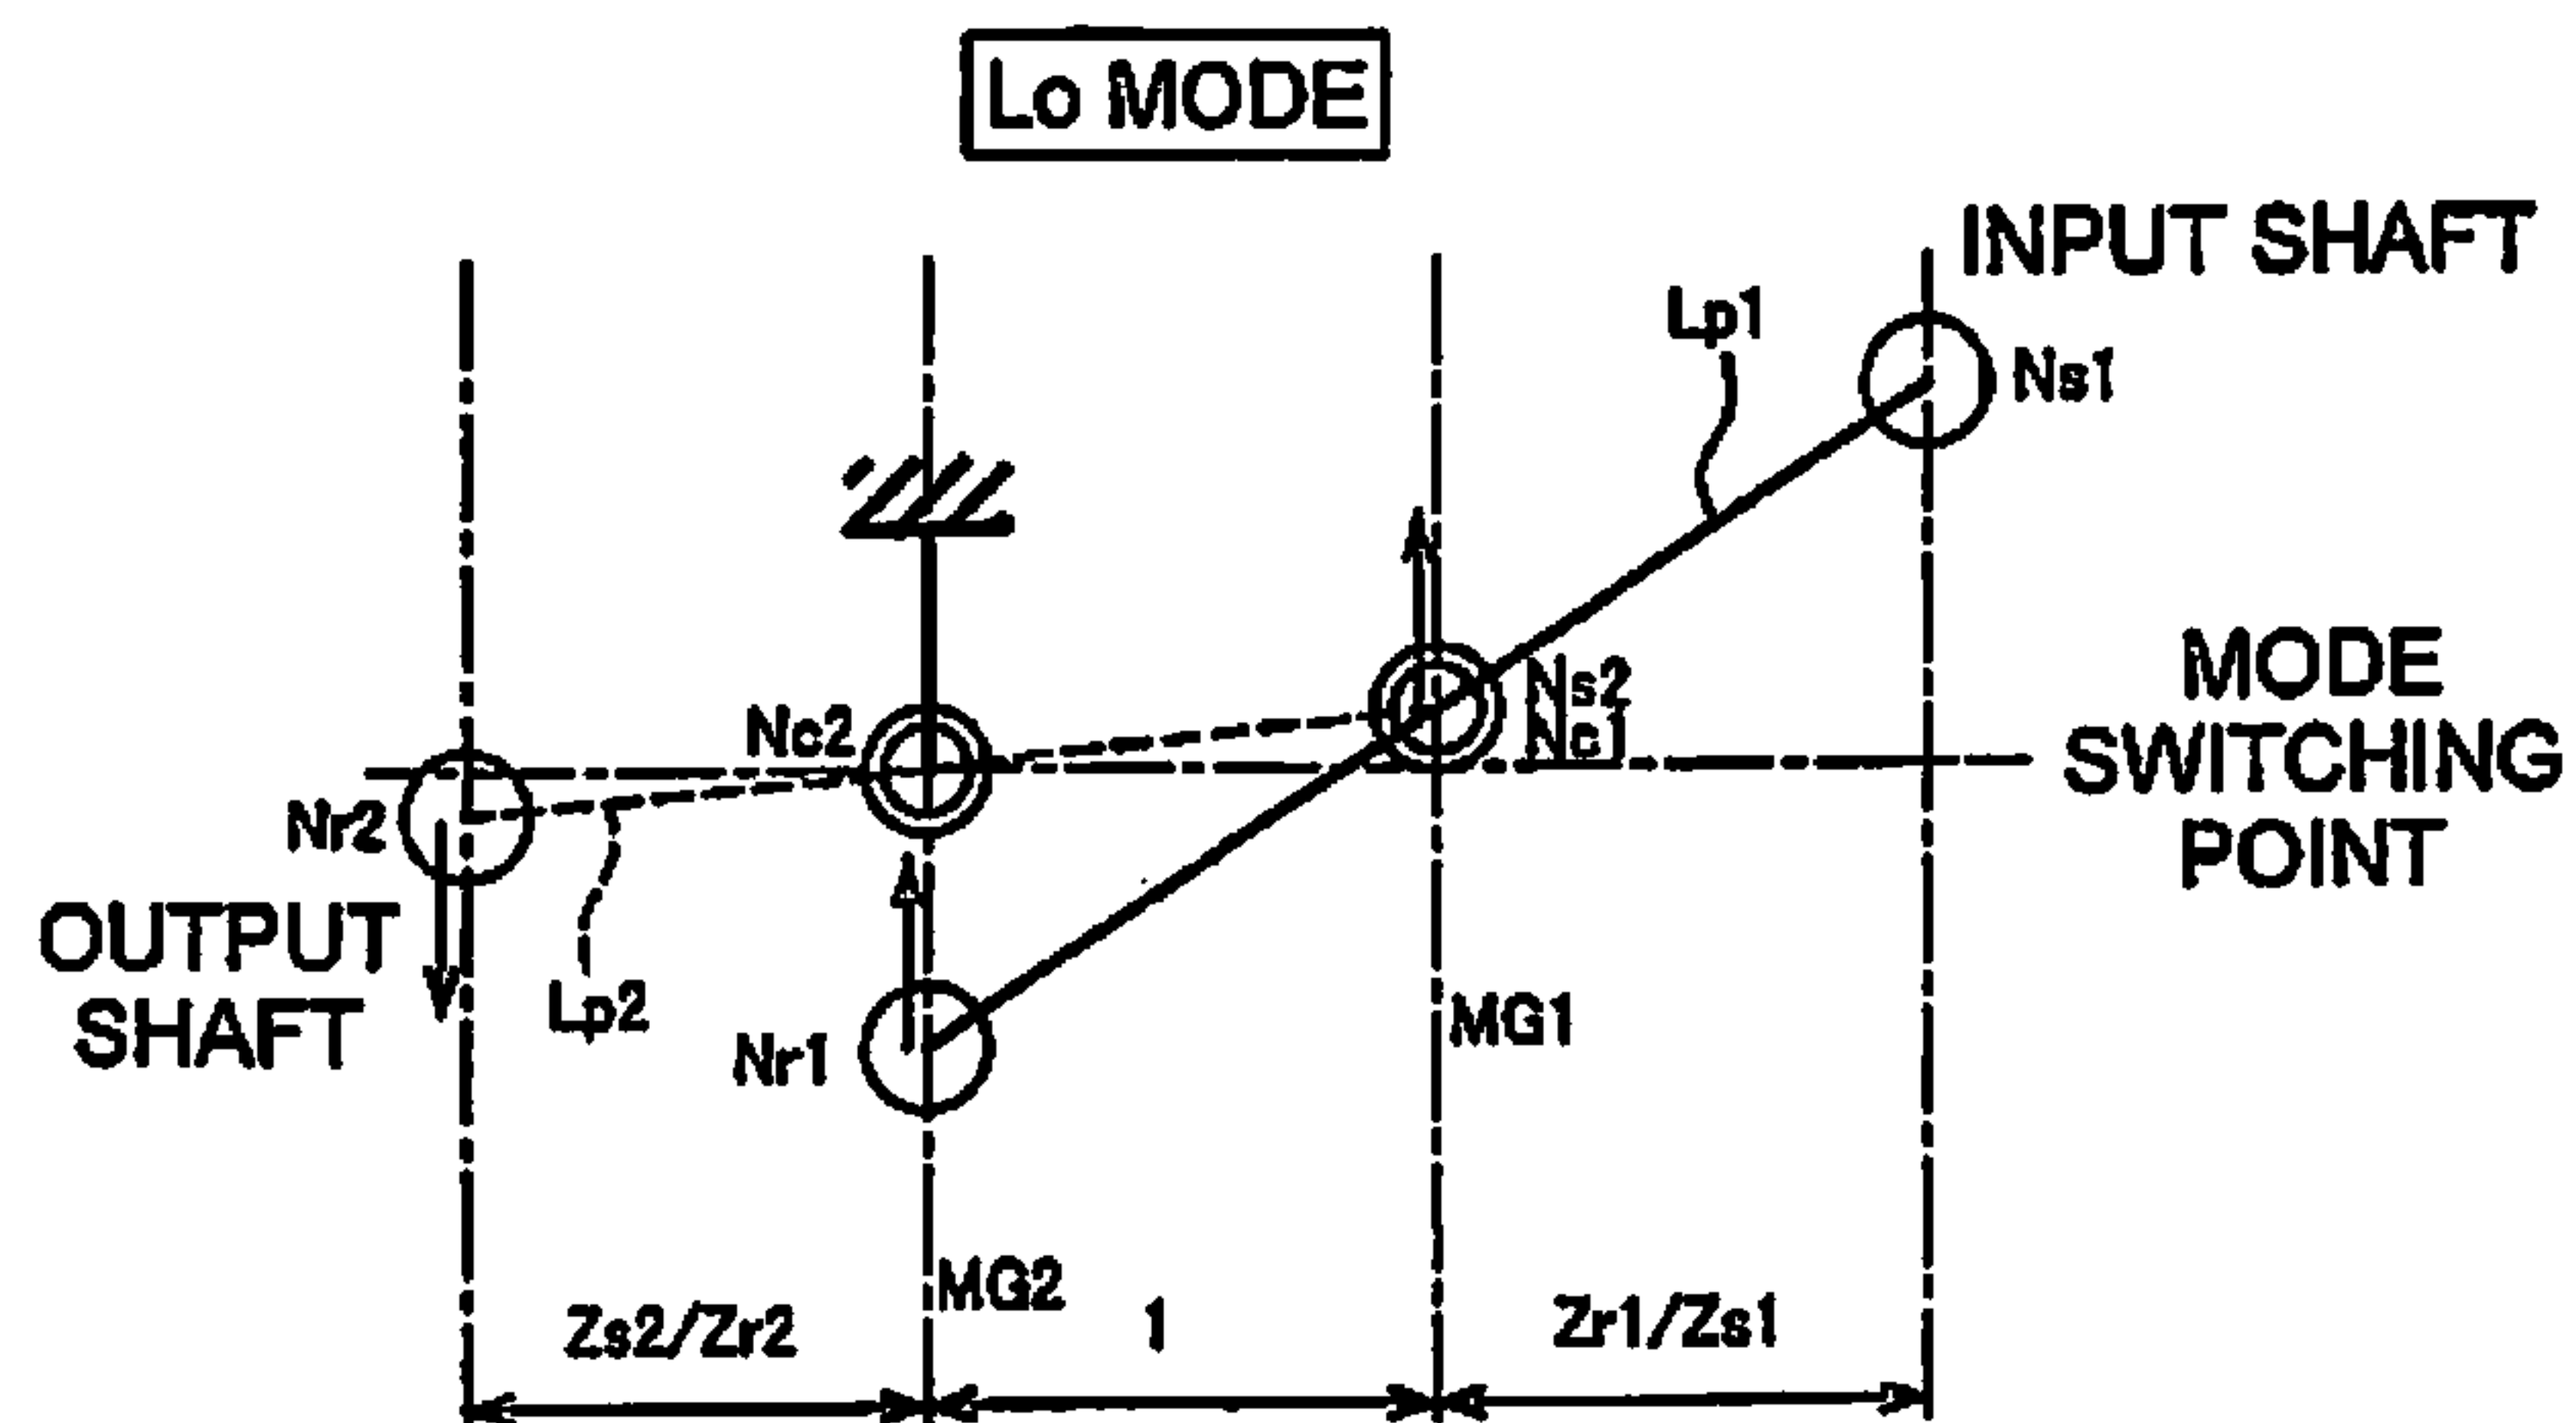 Lo MODE
INPUT SHAFT
Lp1
Ns1
Ns2
Nc1
Nc2
MODE
SWITCHING
POINT
Nr2
OUTPUT
SHAFT
Lp2
Nr1
MG1
MG2
Zs2/Zr2
1
Zr1/Zs1